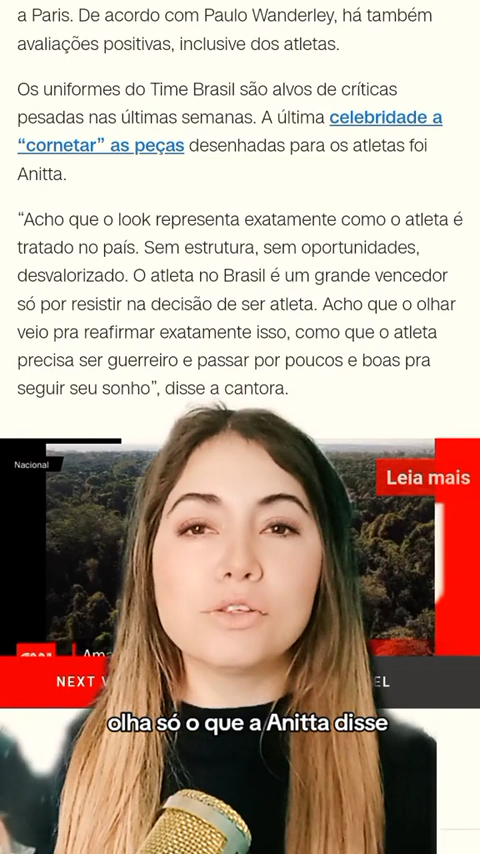 a Paris. De acordo com Paulo Wanderley, há também
avaliações positivas, inclusive dos atletas.
Os uniformes do Time Brasil são alvos de críticas
pesadas nas últimas semanas. A última celebridade a
“cornetar” as peças desenhadas para os atletas foi
Anitta.
“Acho que o look representa exatamente como o atleta é
tratado no país. Sem estrutura, sem oportunidades,
desvalorizado. O atleta no Brasil é um grande vencedor
só por resistir na decisão de ser atleta. Acho que o olhar
veio pra reafirmar exatamente isso, como que o atleta
precisa ser guerreiro e passar por poucos e boas pra
seguir seu sonho”, disse a cantora.
Nacional
Leia mais
CNN
NEXT
olha só o que a Anitta disse